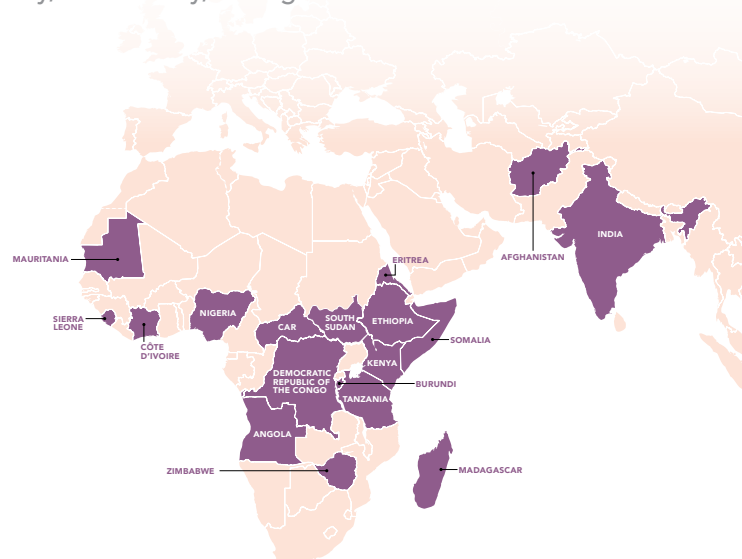 MAURITANIA
SIERRA
LEONE
CÔTE
D'IVOIRE
NIGERIA
CAR
SOUTH
SUDAN
ERITREA
ETHIOPIA
SOMALIA
KENYA
DEMOCRATIC
REPUBLIC OF
THE CONGO
BURUNDI
TANZANIA
ANGOLA
ZIMBABWE
MADAGASCAR
AFGHANISTAN
INDIA